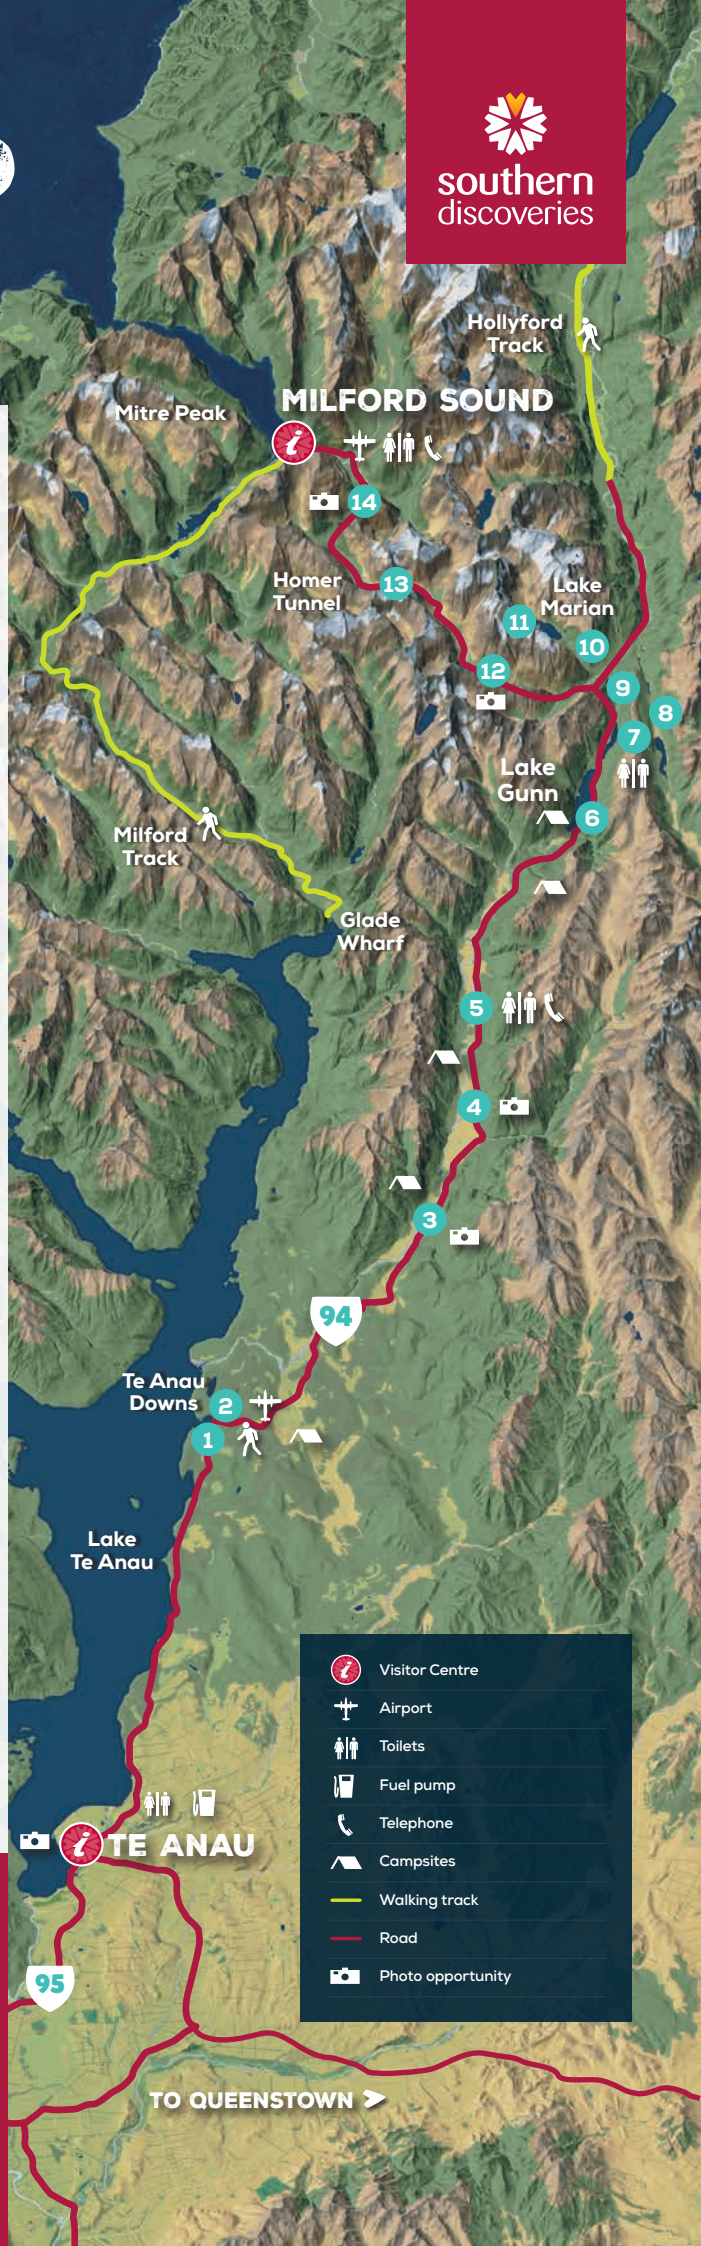 southern
discoveries
Hollyford
Track
MILFORD SOUND
Mitre Peak
i
14
Homer
Tunnel
13
Lake
Marian
11
10
12
9
8
7
Lake
Gunn
6
Milford
Track
Glade
Wharf
5
4
3
94
Te Anau
Downs
2
1
Lake
Te Anau
i Visitor Centre
Airport
Toilets
Fuel pump
Telephone
Campsites
Walking track
Road
Photo opportunity
i TE ANAU
95
TO QUEENSTOWN